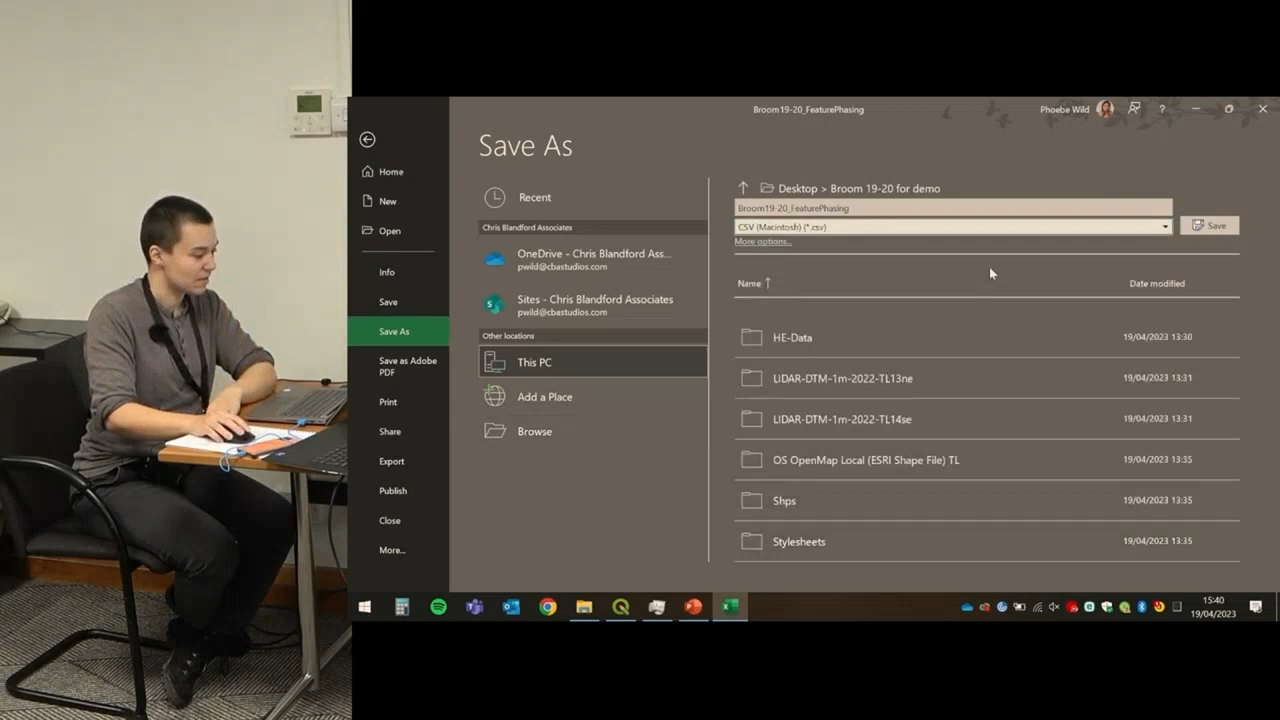 Broom19-20_FeaturePhasing
Phoebe Wild
?
Save As
Home
New
Open
Info
Save
Save As
Save as Adobe
PDF
Print
Share
Export
Publish
Close
More...
Recent
Chris Blandford Associates
OneDrive - Chris Blandford Ass...
pwild@cbastudios.com
Sites - Chris Blandford Associates
pwild@cbastudios.com
Other locations
This PC
Add a Place
Browse
Desktop > Broom 19-20 for demo
Broom19-20_FeaturePhasing
CSV (Macintosh) (*.csv)
Save
More options...
Name ↑ Date modified
HE-Data 19/04/2023 13:30
LIDAR-DTM-1m-2022-TL13ne 19/04/2023 13:31
LIDAR-DTM-1m-2022-TL14se 19/04/2023 13:31
OS OpenMap Local (ESRI Shape File) TL 19/04/2023 13:35
Shps 19/04/2023 13:35
Stylesheets 19/04/2023 13:35
15:40
19/04/2023